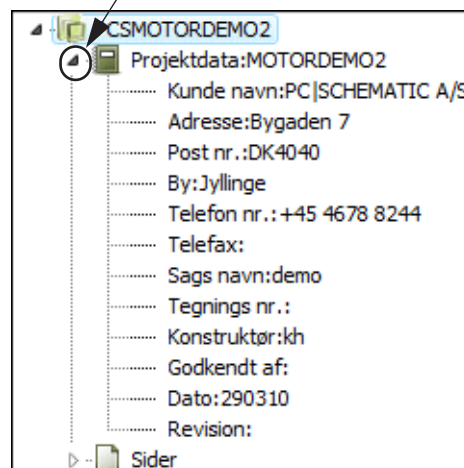 CSMOTORDEMO2
Projektdata:MOTORDEMO2
Kunde navn:PC|SCHEMATIC A/S
Adresse:Bygaden 7
Post nr.:DK4040
By:Jyllinge
Telefon nr.:+45 4678 8244
Telefax:
Sags navn:demo
Tegnings nr.:
Konstruktør:kh
Godkendt af:
Dato:290310
Revision:
Sider